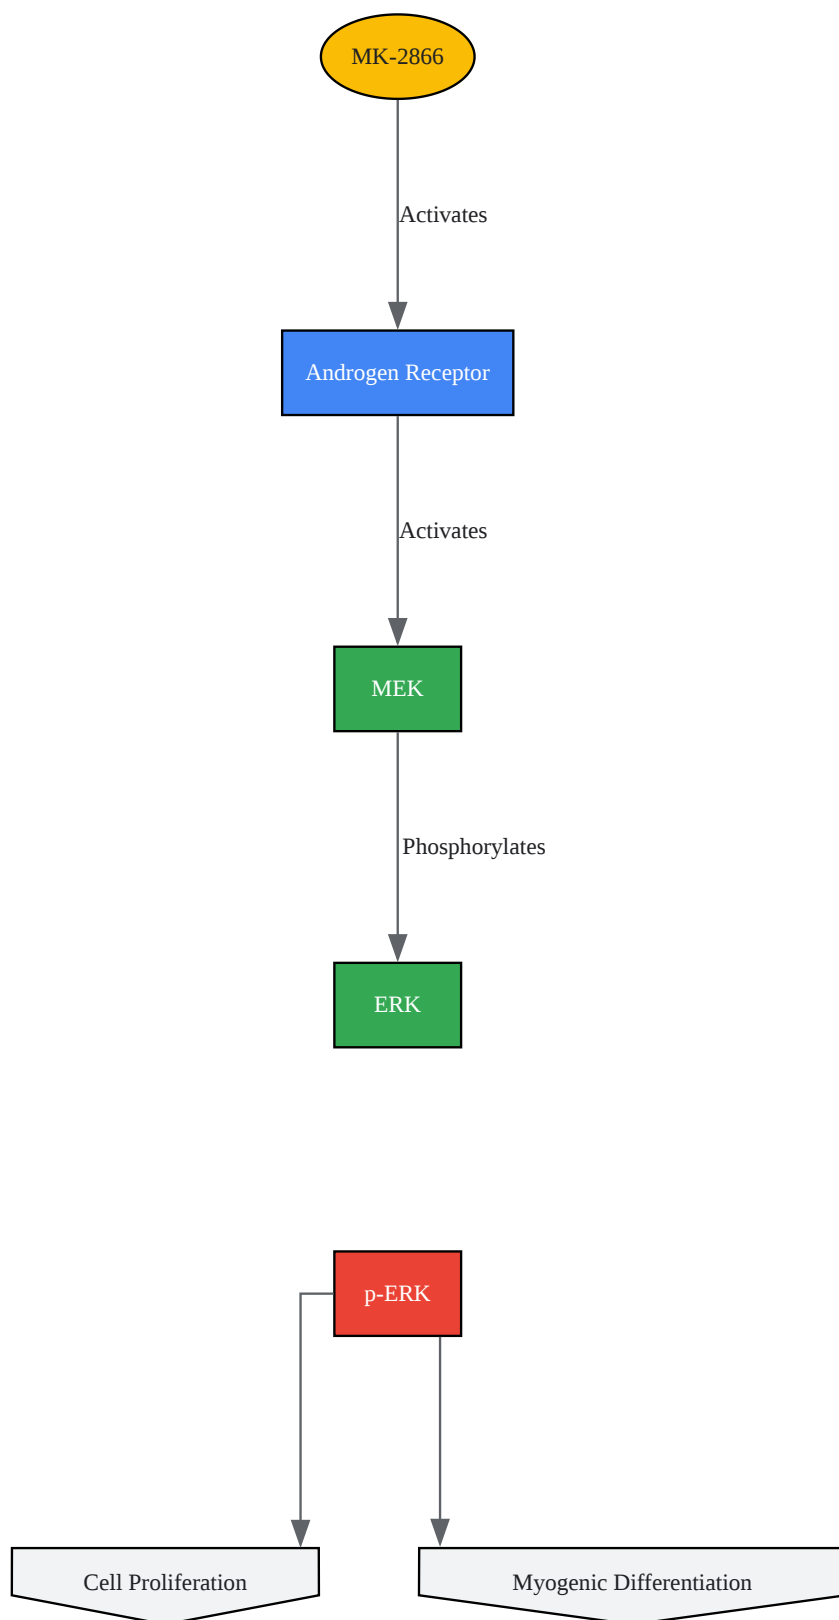 MK-2866
Activates
Androgen Receptor
Activates
MEK
Phosphorylates
ERK
p-ERK
Cell Proliferation
Myogenic Differentiation